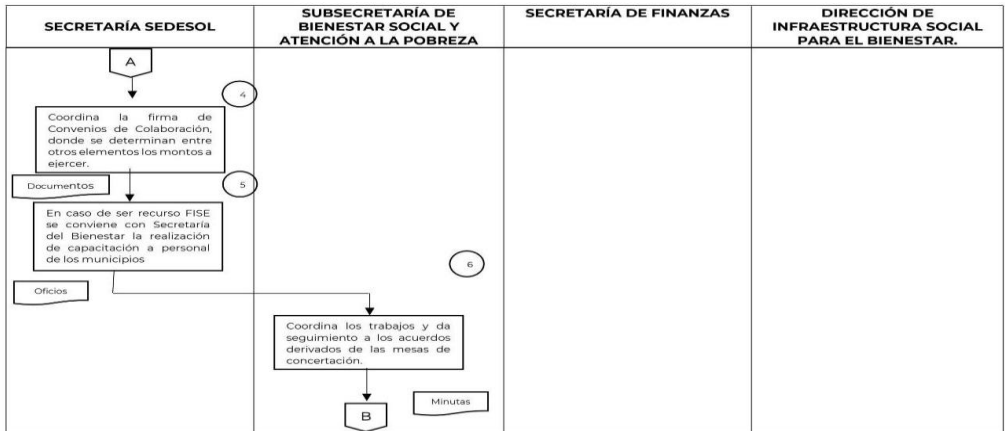 SECRETARÍA SEDESOL
SUBSECRETARÍA DE
BIENESTAR SOCIAL Y
ATENCIÓN A LA POBREZA
SECRETARÍA DE FINANZAS
DIRECCIÓN DE
INFRAESTRUCTURA SOCIAL
PARA EL BIENESTAR.
A
4
Coordina la firma de
Convenios de Colaboración,
donde se determinan entre
otros elementos los montos a
ejercer.
Documentos
5
En caso de ser recurso FISE
se conviene con Secretaría
del Bienestar la realización
de capacitación a personal
de los municipios
Oficios
6
Coordina los trabajos y da
seguimiento a los acuerdos
derivados de las mesas de
concertación.
Minutas
B